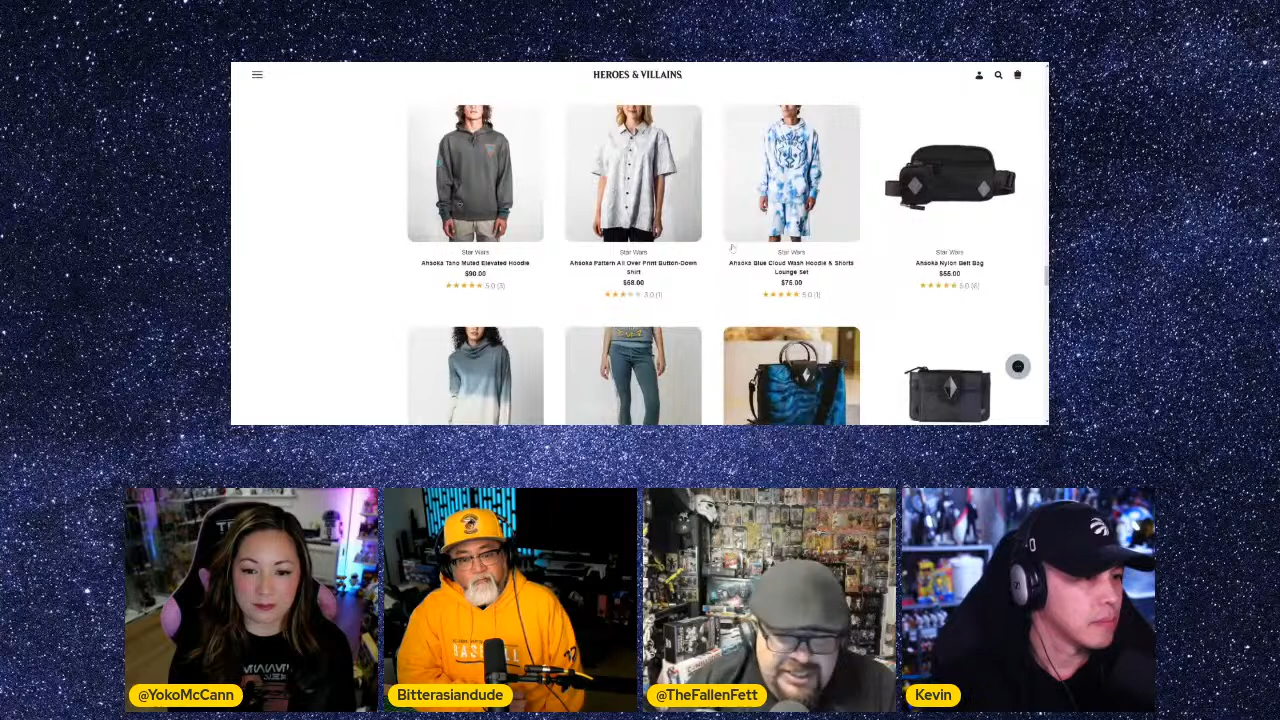 HEROES & VILLAINS
Star Wars
Ahsoka Tano Muted Elevated Hoodie
$90.00
5.0 (3)
Star Wars
Ahsoka Pattern All Over Print Button-Down
Shirt
$68.00
3.0 (1)
Star Wars
Ahsoka Blue Cloud Wash Hoodie & Shorts
Lounge Set
$75.00
5.0 (1)
Star Wars
Ahsoka Nylon Belt Bag
$55.00
5.0 (6)
@YokoMcCann
Bitterasiandude
@TheFallenFett
Kevin